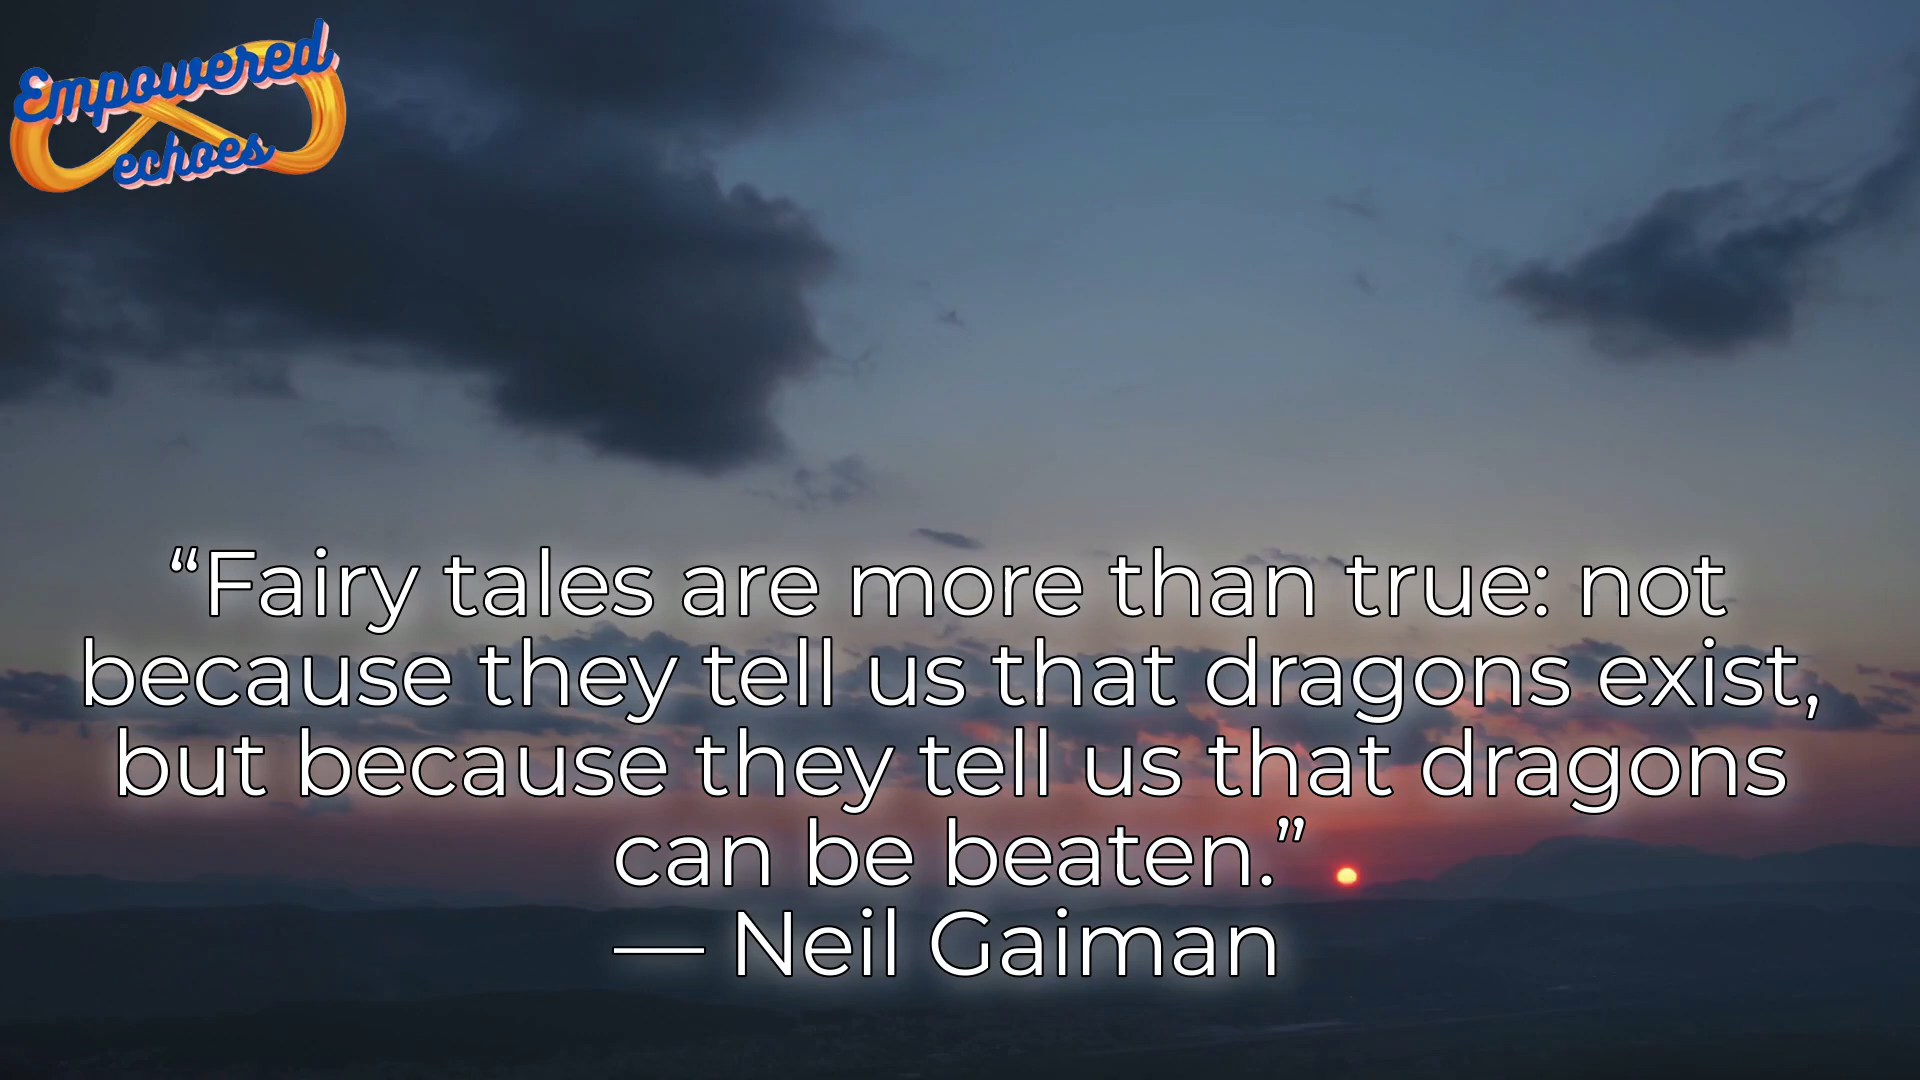 Empowered
echoes
“Fairy tales are more than true: not
because they tell us that dragons exist,
but because they tell us that dragons
can be beaten.”
— Neil Gaiman